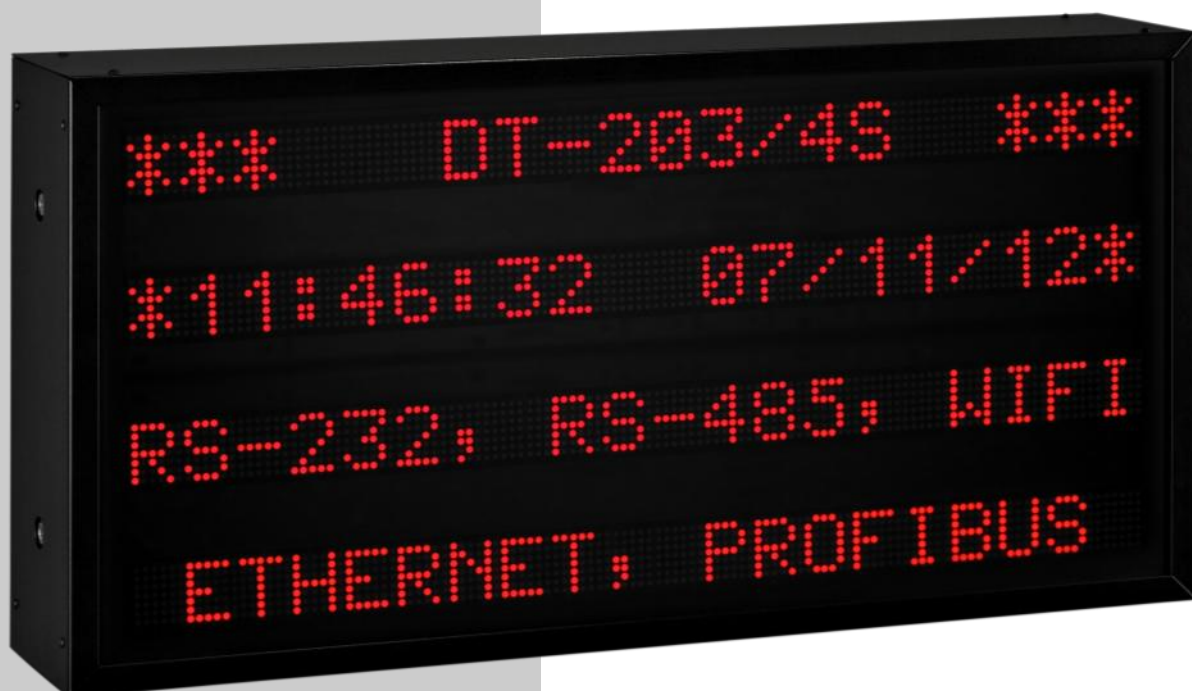 *** DT-203/4S ***
*11:46:32 07/11/12*
RS-232, RS-485, WIFI
ETHERNET, PROFIBUS